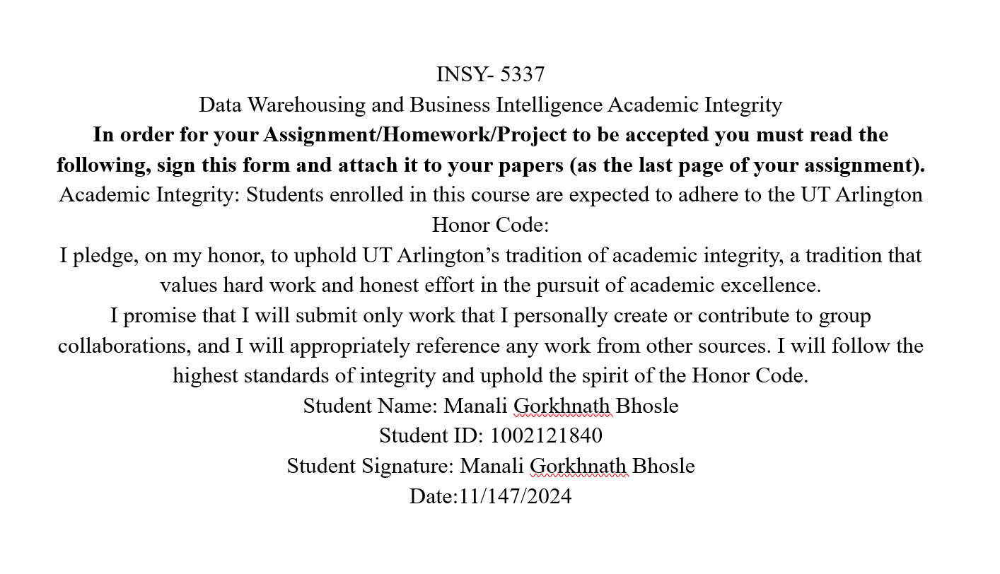 INSY- 5337
Data Warehousing and Business Intelligence Academic Integrity
In order for your Assignment/Homework/Project to be accepted you must read the
following, sign this form and attach it to your papers (as the last page of your assignment).
Academic Integrity: Students enrolled in this course are expected to adhere to the UT Arlington
Honor Code:
I pledge, on my honor, to uphold UT Arlington’s tradition of academic integrity, a tradition that
values hard work and honest effort in the pursuit of academic excellence.
I promise that I will submit only work that I personally create or contribute to group
collaborations, and I will appropriately reference any work from other sources. I will follow the
highest standards of integrity and uphold the spirit of the Honor Code.
Student Name: Manali Gorkhnath Bhosle
Student ID: 1002121840
Student Signature: Manali Gorkhnath Bhosle
Date:11/147/2024